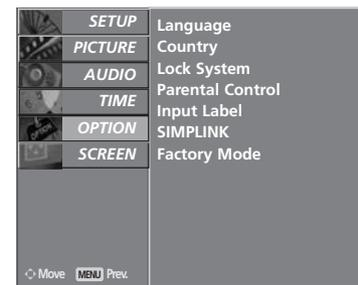 SETUP
PICTURE
AUDIO
TIME
OPTION
SCREEN
Language
Country
Lock System
Parental Control
Input Label
SIMPLINK
Factory Mode
Move MENU Prev.